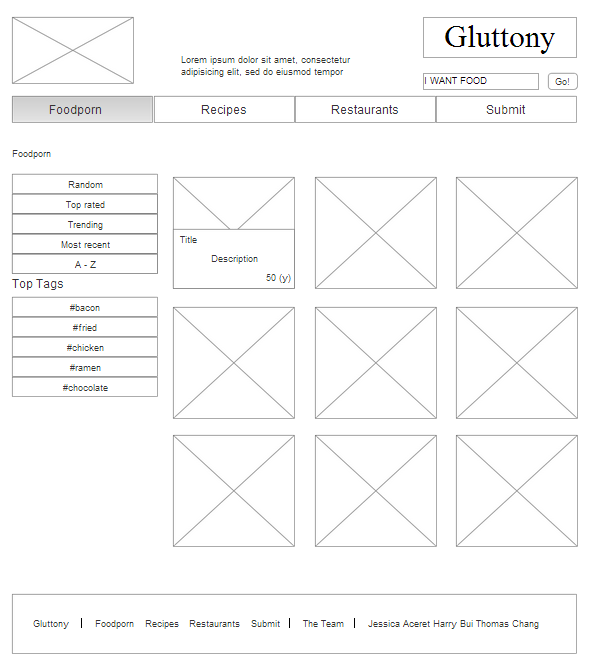 Gluttony
Lorem ipsum dolor sit amet, consectetur
adipisicing elit, sed do eiusmod tempor
I WANT FOOD
Go!
Foodporn Recipes Restaurants Submit
Foodporn
Random
Top rated
Trending
Most recent
A - Z
Top Tags
#bacon
#fried
#chicken
#ramen
#chocolate
Title
Description
50 (y)
Gluttony | Foodporn Recipes Restaurants Submit | The Team | Jessica Aceret Harry Bui Thomas Chang